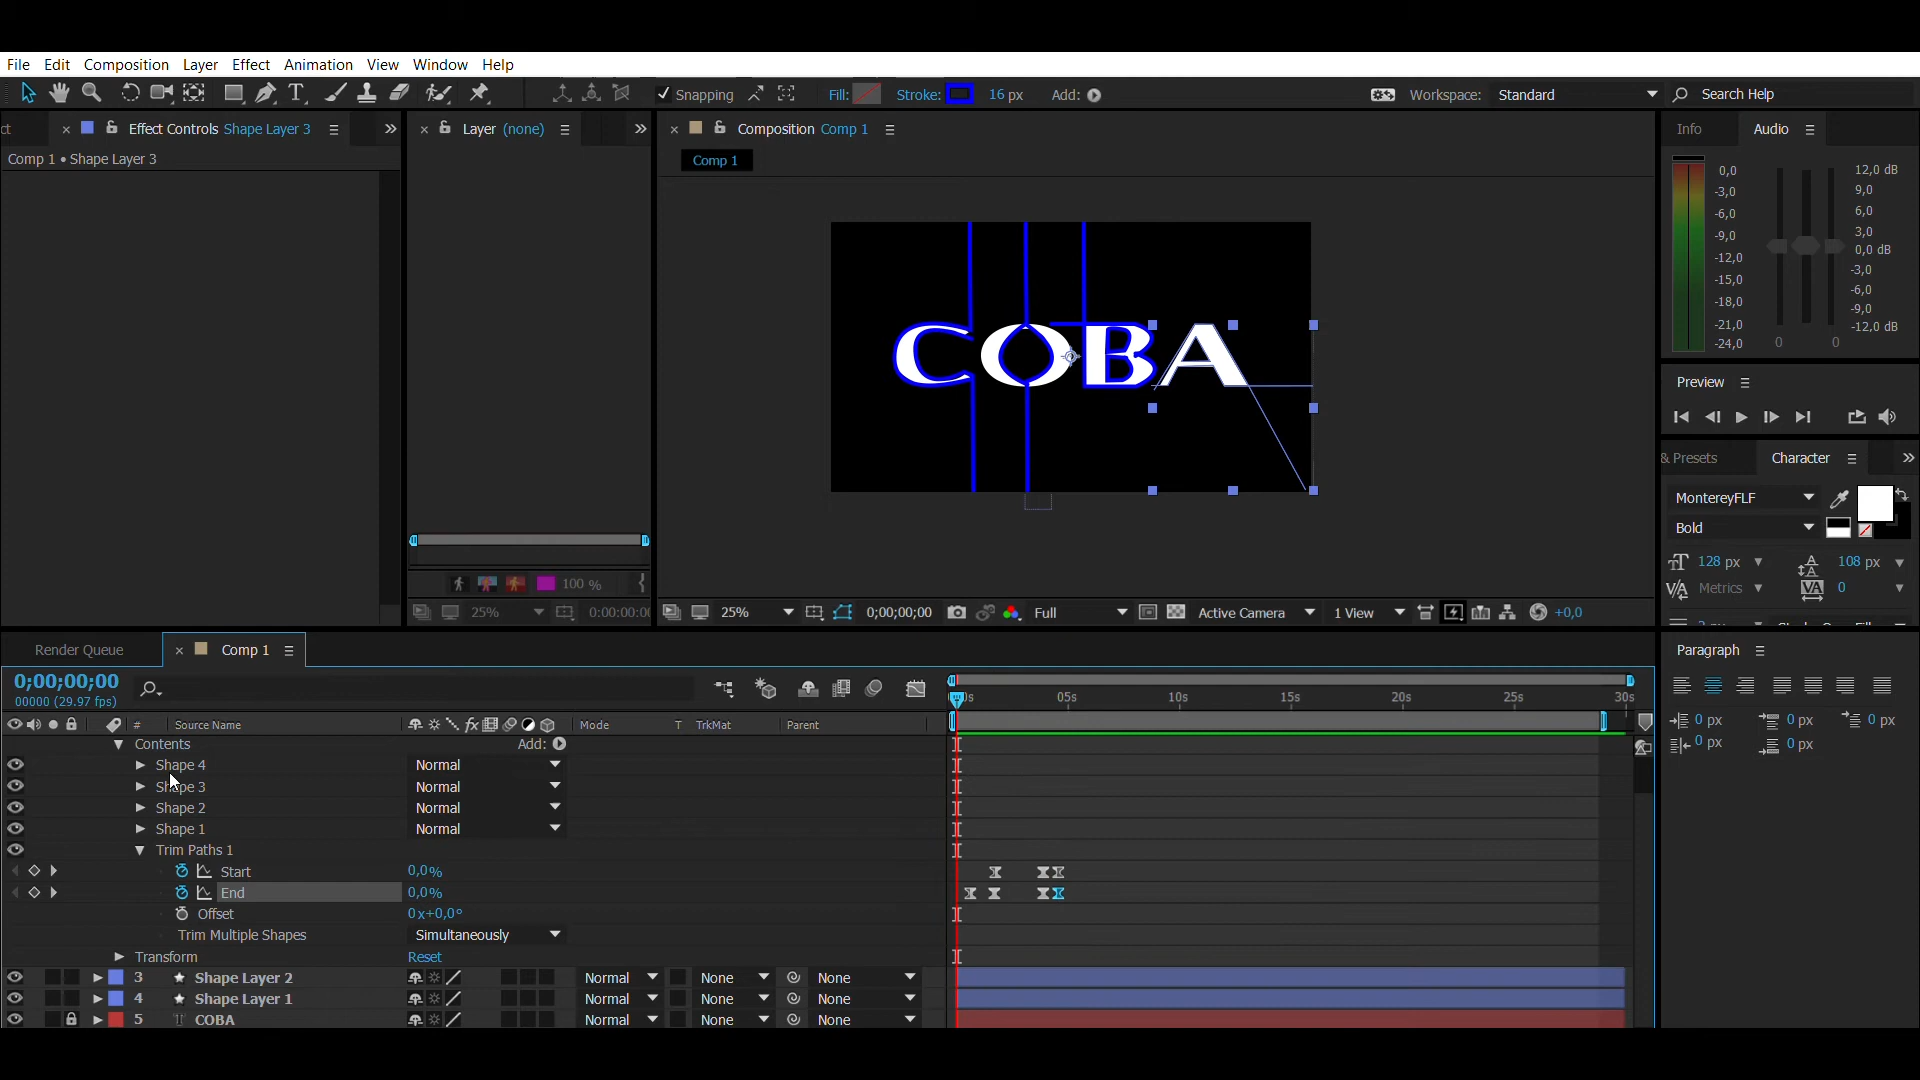 File Edit Composition Layer Effect Animation View Window Help
Snapping Fill: Stroke: 16 px Add: Workspace: Standard Search Help
ct Effect Controls Shape Layer 3 Layer (none) Composition Comp 1 Info Audio
Comp 1 • Shape Layer 3 Comp 1
0,0 12,0 dB
-3,0 9,0
-6,0 6,0
-9,0 3,0
-12,0 0,0 dB
-15,0 -3,0
-18,0 -6,0
-21,0 -9,0
-24,0 -12,0 dB
0 0
COBA
Preview
& Presets Character
MontereyFLF
Bold
128 px 108 px
Metrics 0
100 %
25% 0:00:00:00 25% 0;00;00;00 Full Active Camera 1 View +0,0
Render Queue Comp 1 Paragraph
0;00;00;00
00000 (29.97 fps)
0s 05s 10s 15s 20s 25s 30s
# Source Name fx Mode T TrkMat Parent
0 px 0 px 0 px
0 px 0 px
Contents Add:
Shape 4 Normal
Shape 3 Normal
Shape 2 Normal
Shape 1 Normal
Trim Paths 1
Start 0,0%
End 0,0%
Offset 0x+0,0°
Trim Multiple Shapes Simultaneously
Transform Reset
3 Shape Layer 2 Normal None None
4 Shape Layer 1 Normal None None
5 T COBA Normal None None